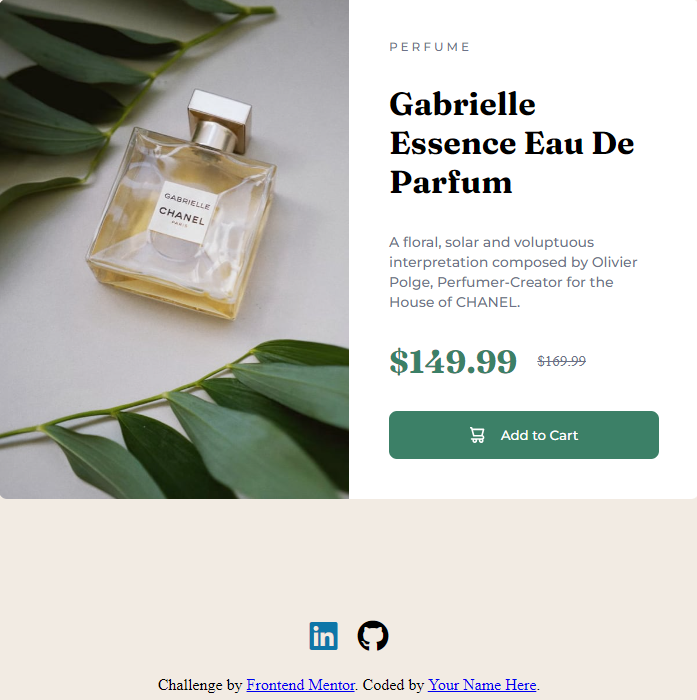 PERFUME
Gabrielle
Essence Eau De
Parfum
A floral, solar and voluptuous
interpretation composed by Olivier
Polge, Perfumer-Creator for the
House of CHANEL.
$149.99 $169.99
Add to Cart
GABRIELLE
CHANEL
PARIS
in
Challenge by Frontend Mentor. Coded by Your Name Here.